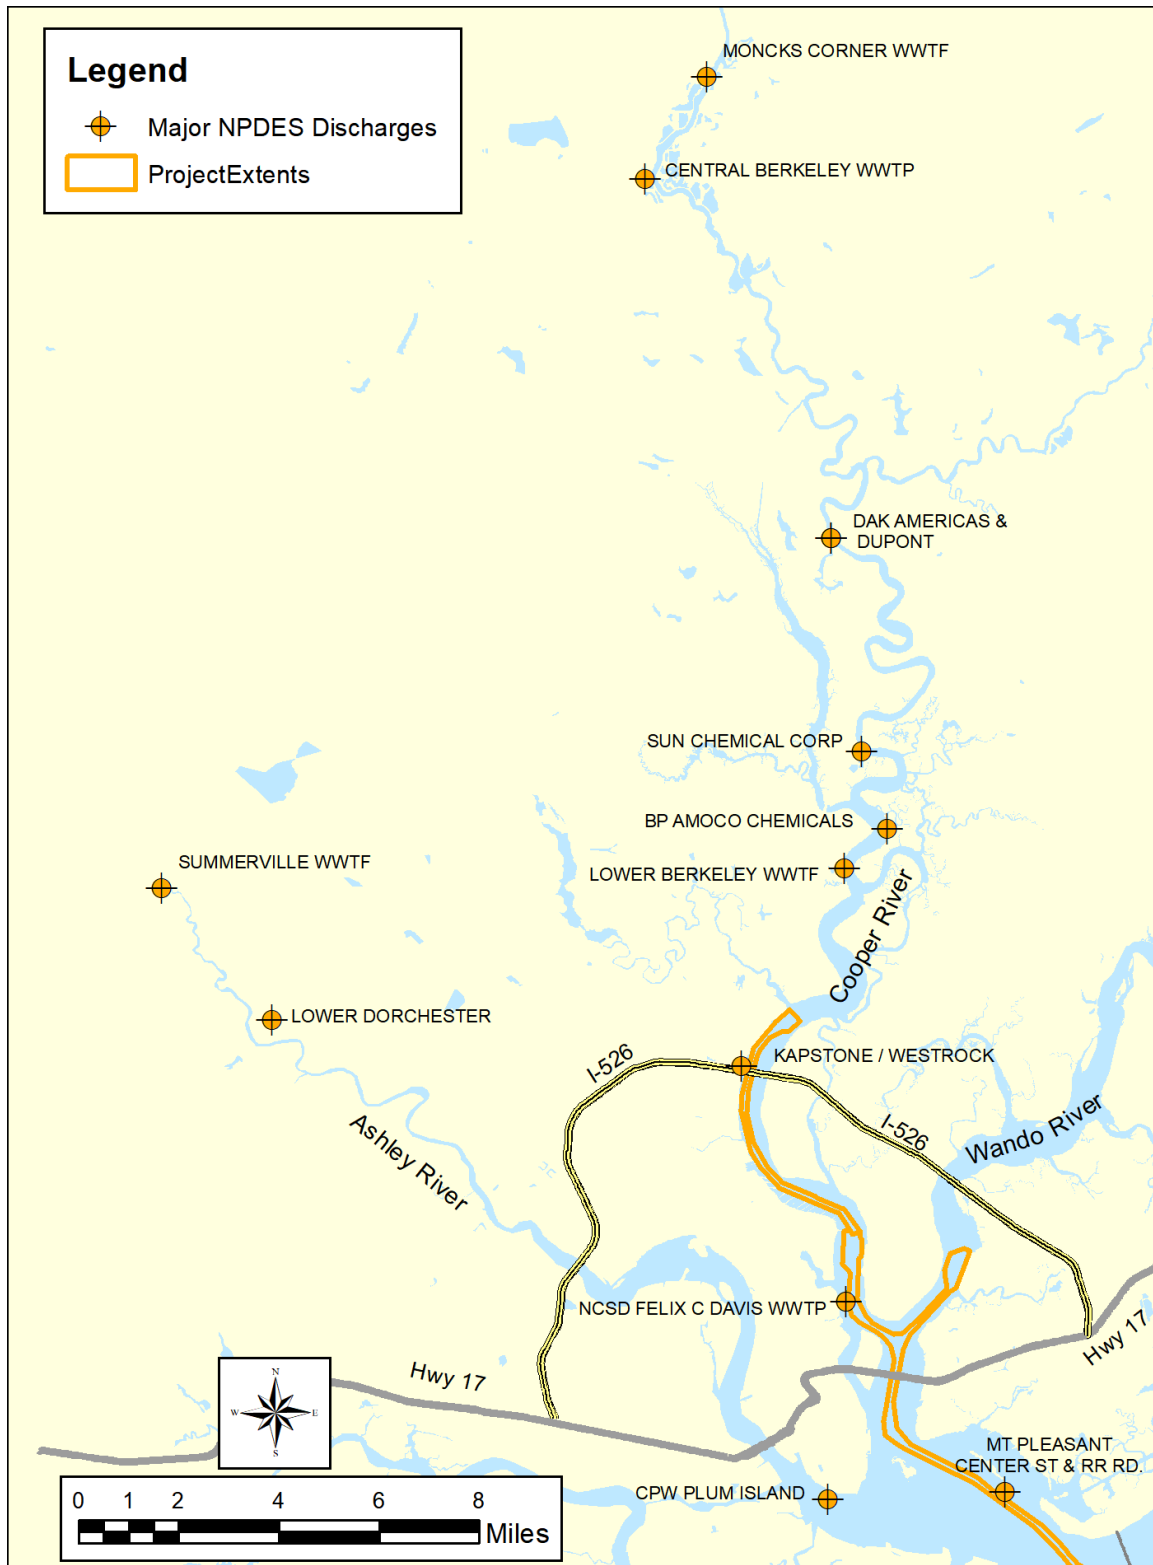 MONCKS CORNER WWTF
Legend
Major NPDES Discharges
ProjectExtents
CENTRAL BERKELEY WWTP
DAK AMERICAS &
DUPONT
SUN CHEMICAL CORP
BP AMOCO CHEMICALS
SUMMERVILLE WWTF
LOWER BERKELEY WWTF
Cooper River
LOWER DORCHESTER
I-526
KAPSTONE / WESTROCK
I-526
Wando River
Ashley River
NCSD FELIX C DAVIS WWTP
Hwy 17
Hwy 17
N
W E
S
MT PLEASANT
CENTER ST & RR RD.
CPW PLUM ISLAND
0 1 2 4 6 8
Miles